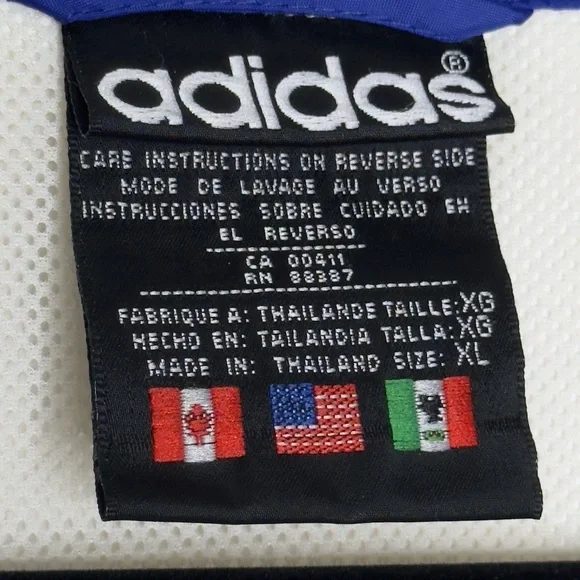 adidas®
CARE INSTRUCTIONS ON REVERSE SIDE
MODE DE LAVAGE AU VERSO
INSTRUCCIONES SOBRE CUIDADO EN
EL REVERSO
CA 00411
RN 88387
FABRIQUE A: THAILANDE TAILLE: XG
HECHO EN: TAILANDIA TALLA: XG
MADE IN: THAILAND SIZE: XL